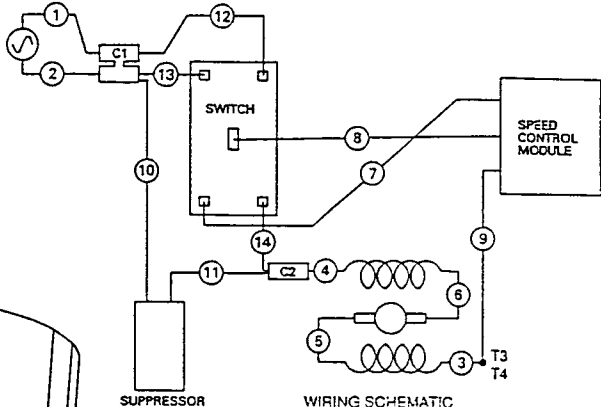 1
12
C1
2
13
SWITCH
SPEED
CONTROL
MODULE
8
7
10
9
14
11
C2
4
6
5
3
T3
T4
SUPPRESSOR
WIRING SCHEMATIC